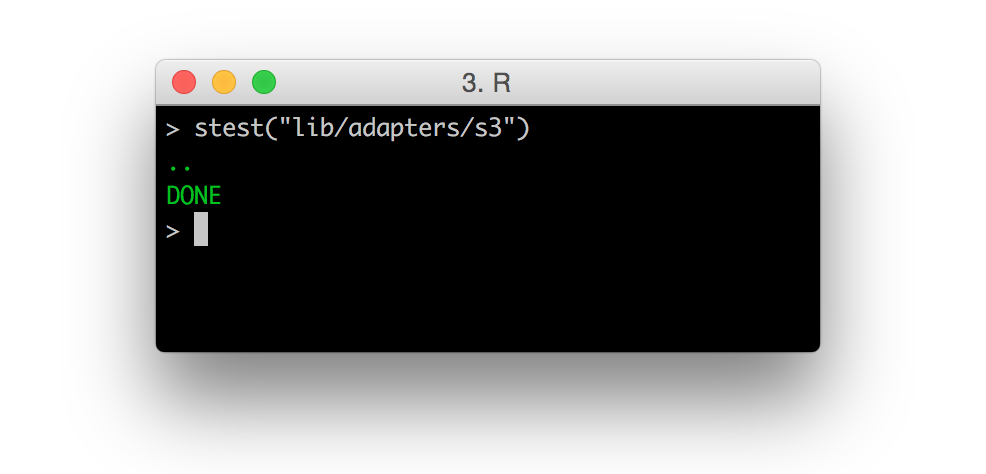 3. R
> stest("lib/adapters/s3")
..
DONE
>